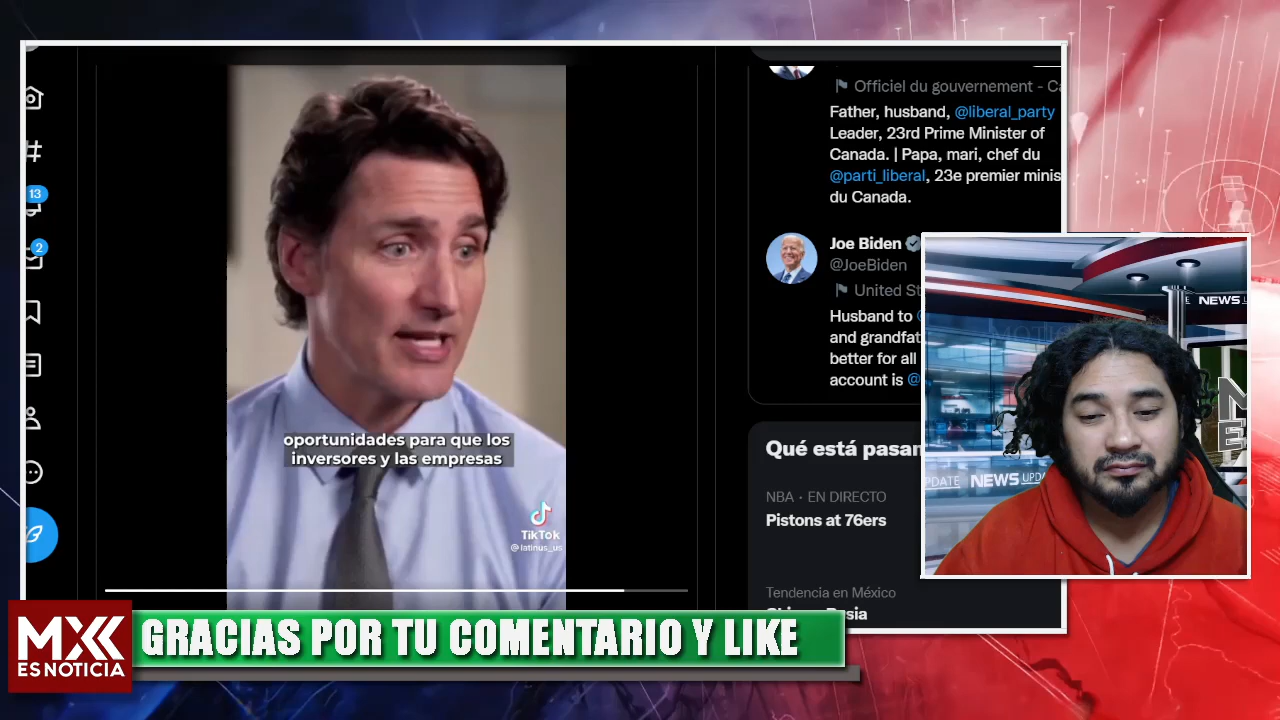 Officiel du gouvernement - Ca
Father, husband, @liberal_party
Leader, 23rd Prime Minister of
Canada. | Papa, mari, chef du
@parti_liberal, 23e premier minis
du Canada.
13
2
Joe Biden
@JoeBiden
United St
Husband to @
and grandfat
better for all
account is @
oportunidades para que los
inversores y las empresas
TikTok
@latinus_us
Qué está pasan
NBA · EN DIRECTO
Pistons at 76ers
Tendencia en México
NEWS
UPDATE NEWS UPD
MX
ES NOTICIA
GRACIAS POR TU COMENTARIO Y LIKE